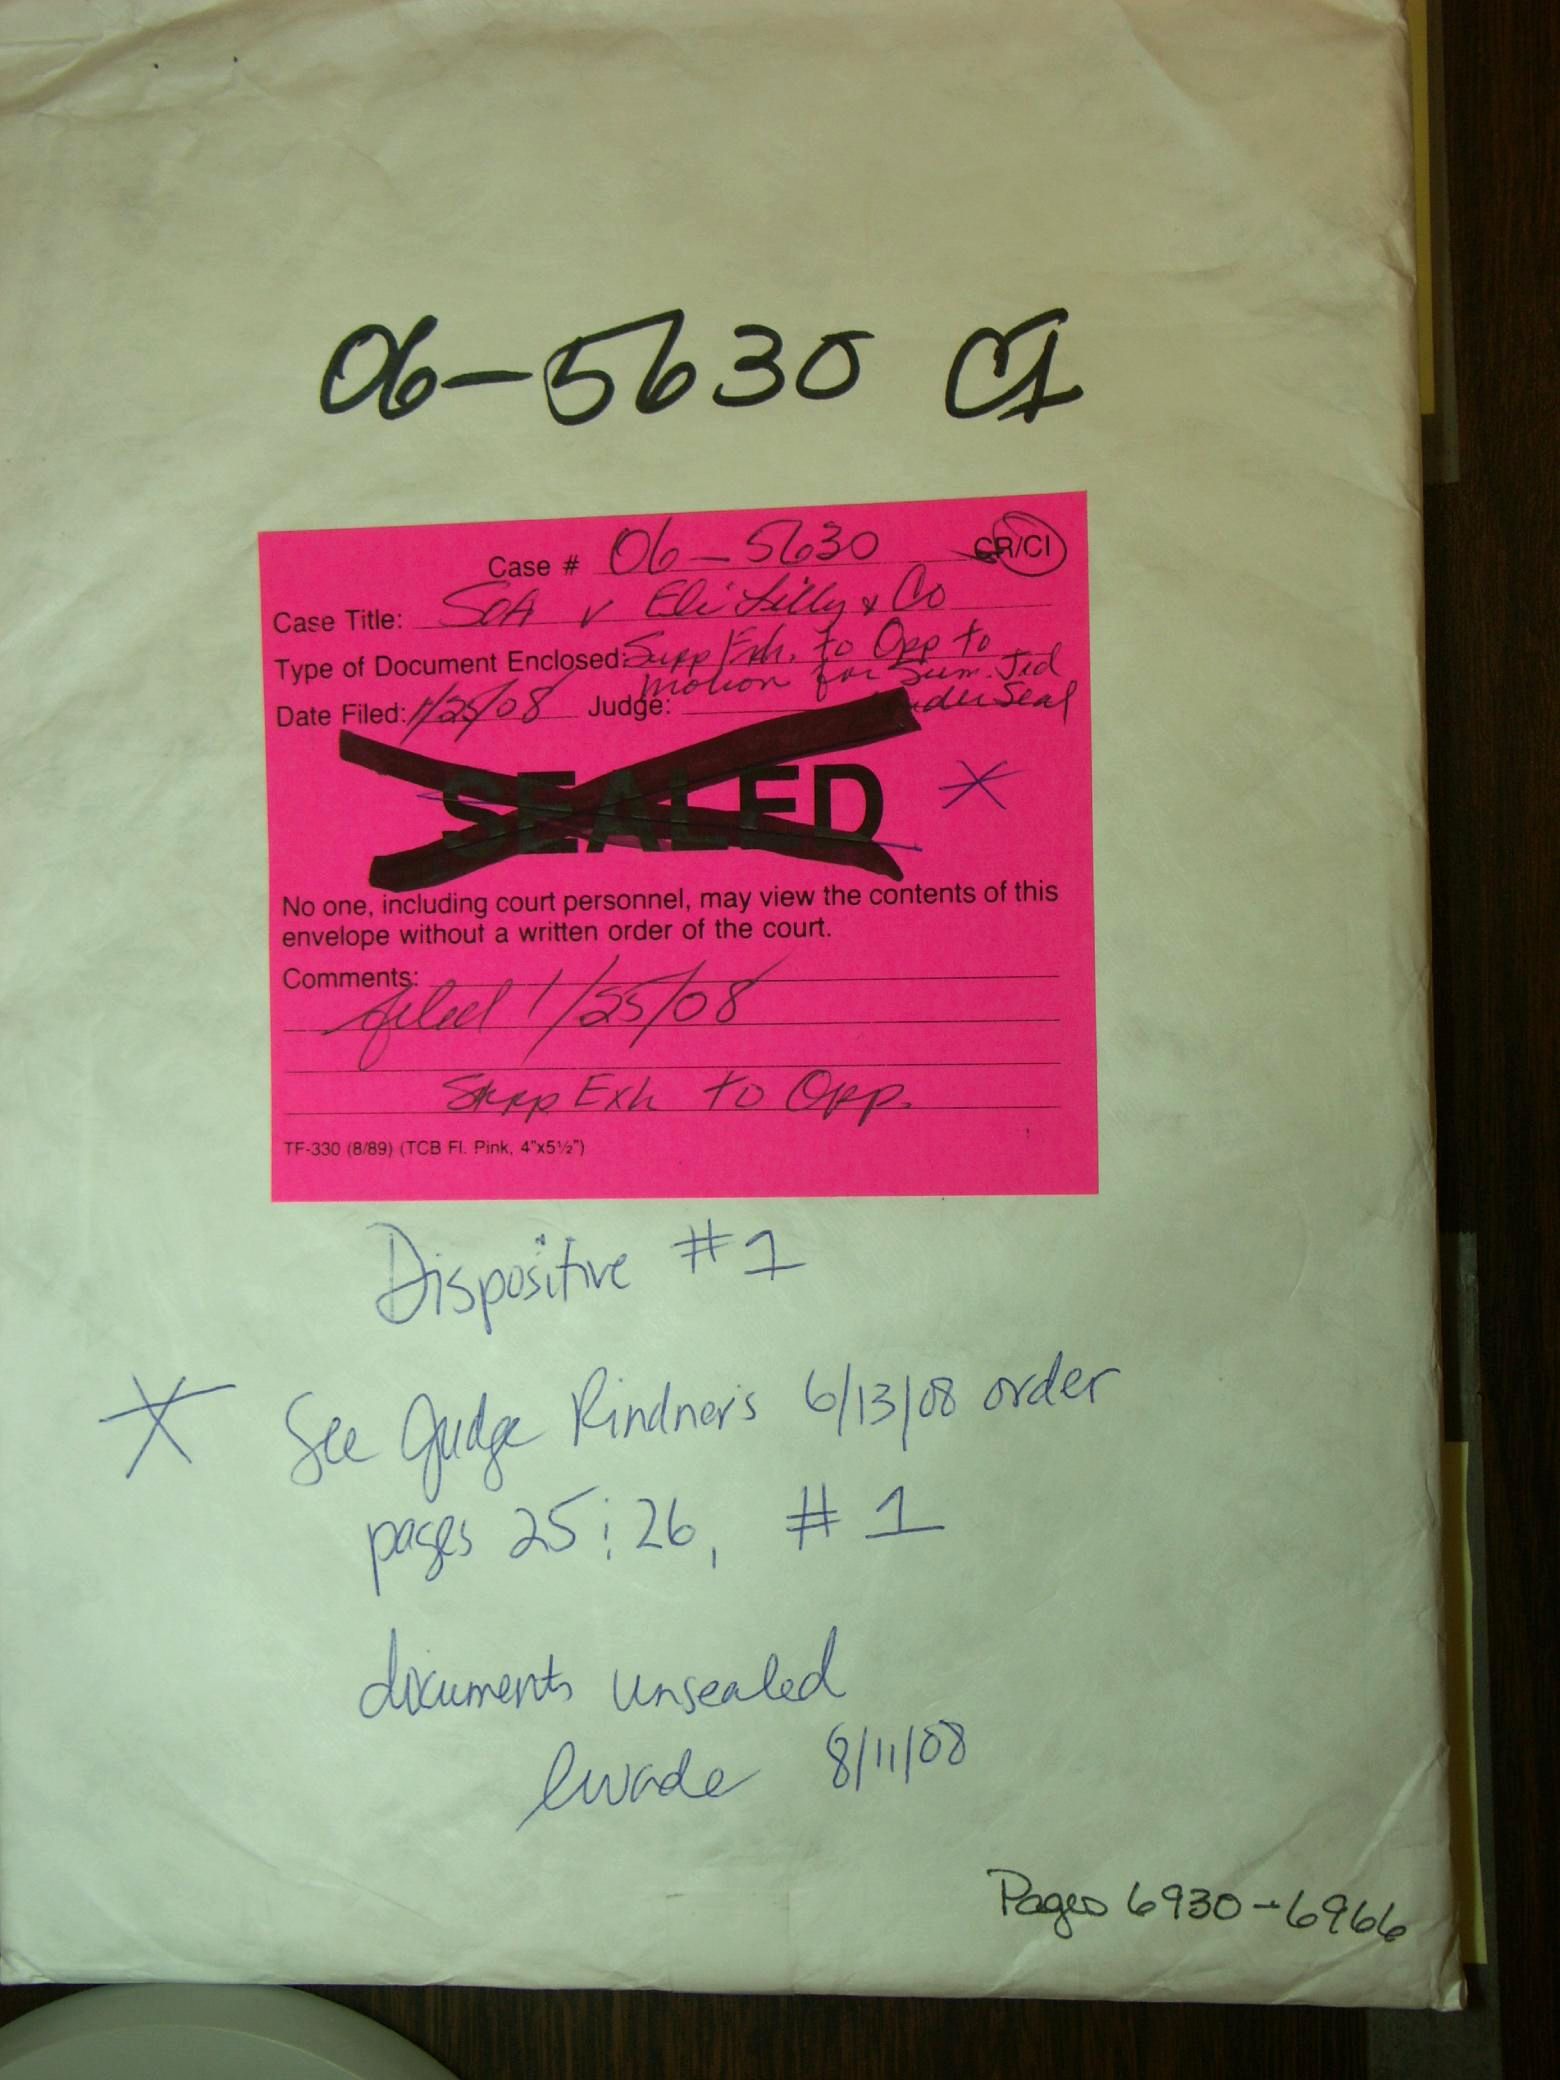 06-5630 CI
Case # 06-5630 CR/CI
Case Title: SOA v Eli Lilly & Co
Type of Document Enclosed: Supp Exh. to Opp to
motion for Sum. Jud
Date Filed: 1/25/08 Judge: under Seal
SEALED *
No one, including court personnel, may view the contents of this
envelope without a written order of the court.
Comments:
filed 1/25/08
Supp Exh to Opp.
TF-330 (8/89) (TCB Fl. Pink, 4"x5½")
Dispositive #1
* See Judge Rindner's 6/13/08 order
pages 25 ; 26, #1
documents unsealed
lwade 8/11/08
Pages 6930-6966